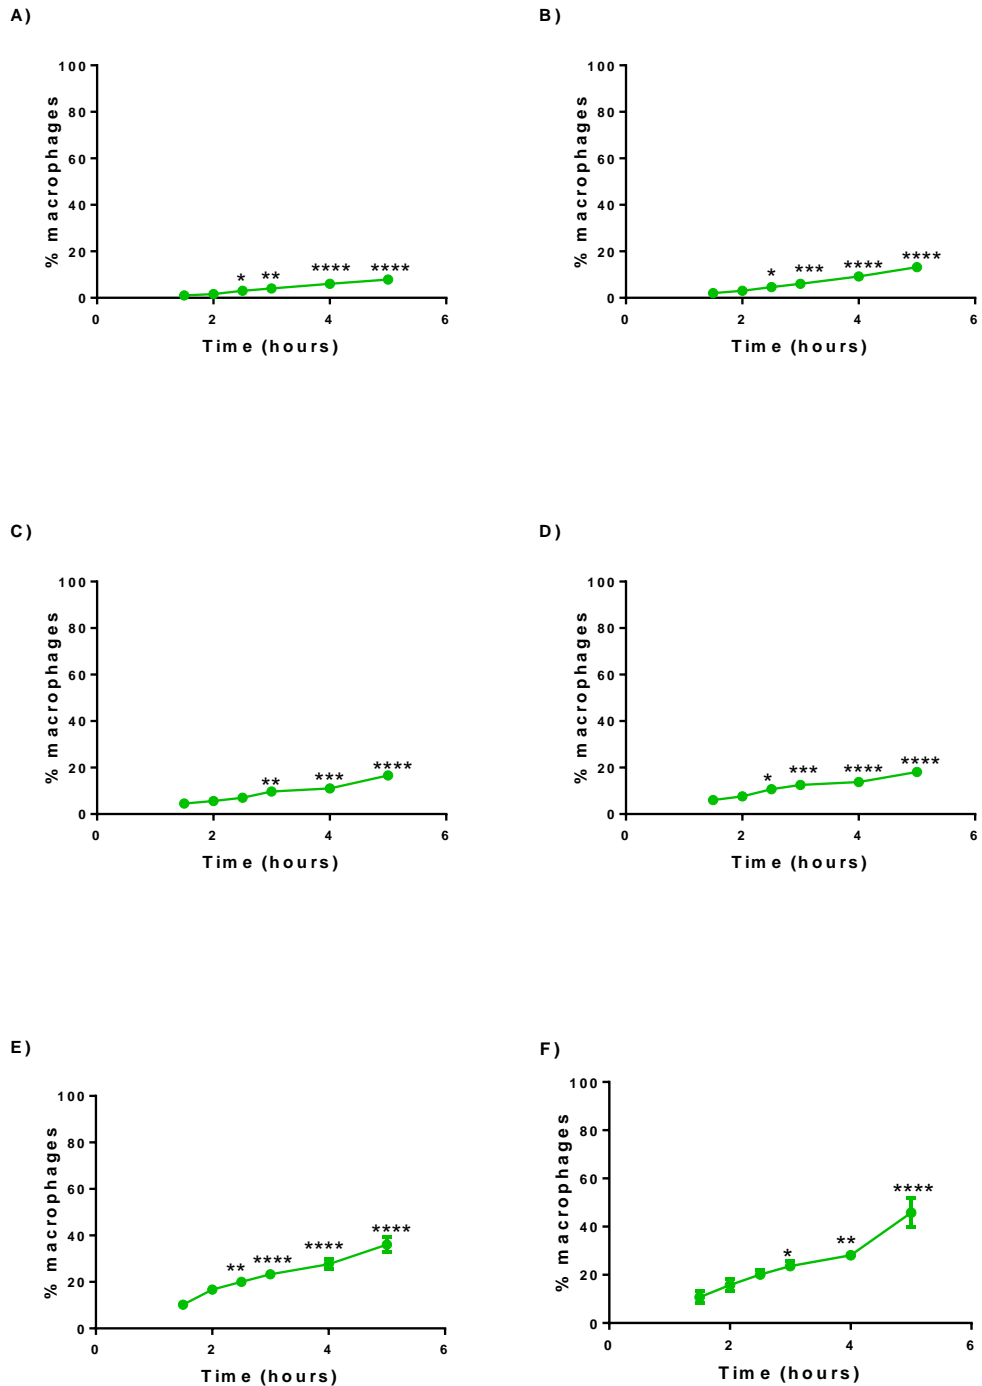 A)
B)
100
80
60
40
20
0
% macrophages
* ** **** ****
0 2 4 6
Time (hours)
100
80
60
40
20
0
% macrophages
* *** **** ****
0 2 4 6
Time (hours)
C)
D)
100
80
60
40
20
0
% macrophages
** *** ****
0 2 4 6
Time (hours)
100
80
60
40
20
0
% macrophages
* *** **** ****
0 2 4 6
Time (hours)
E)
F)
100
80
60
40
20
0
% macrophages
** **** **** ****
0 2 4 6
Time (hours)
100
80
60
40
20
0
% macrophages
* ** ****
0 2 4 6
Time (hours)